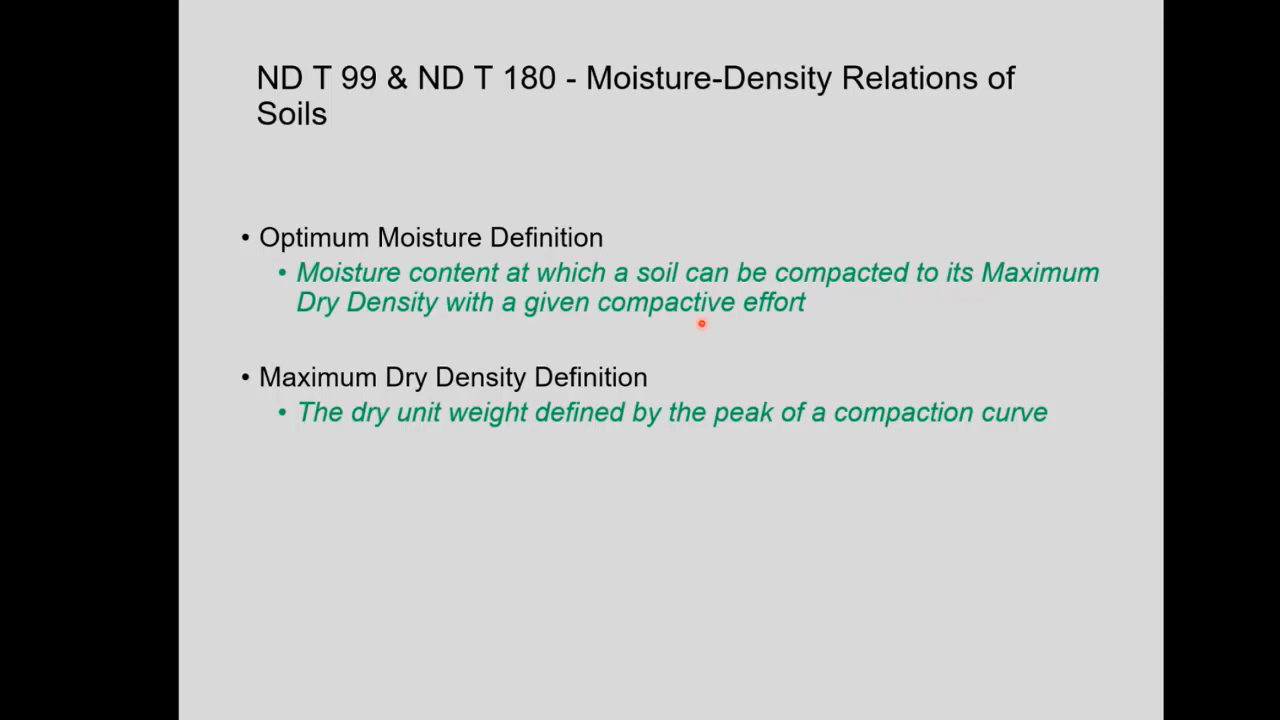 ND T 99 & ND T 180 - Moisture-Density Relations of
Soils
• Optimum Moisture Definition
• Moisture content at which a soil can be compacted to its Maximum
Dry Density with a given compactive effort
• Maximum Dry Density Definition
• The dry unit weight defined by the peak of a compaction curve